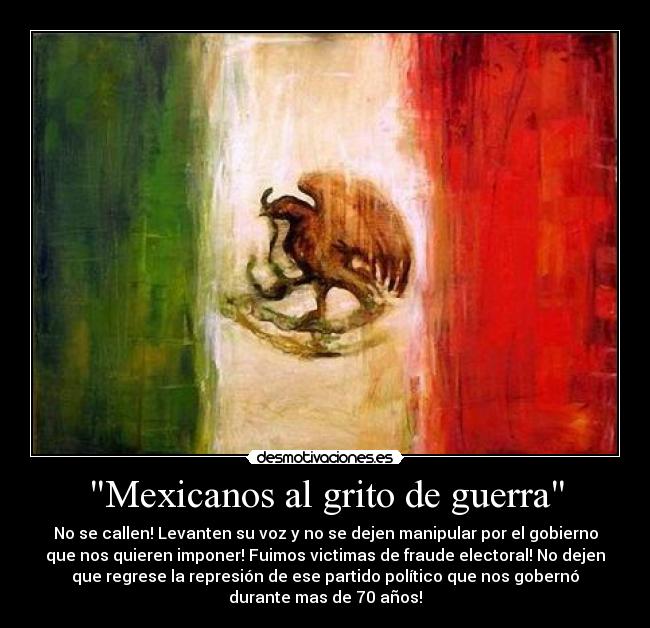 desmotivaciones.es
"Mexicanos al grito de guerra"
No se callen! Levanten su voz y no se dejen manipular por el gobierno
que nos quieren imponer! Fuimos victimas de fraude electoral! No dejen
que regrese la represión de ese partido político que nos gobernó
durante mas de 70 años!